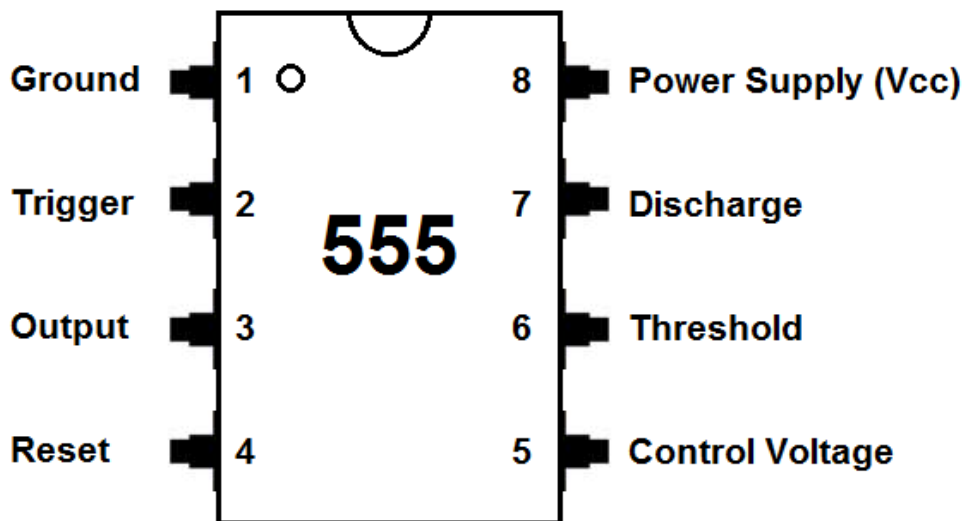 Ground 1 8 Power Supply (Vcc)
Trigger 2 7 Discharge
555
Output 3 6 Threshold
Reset 4 5 Control Voltage